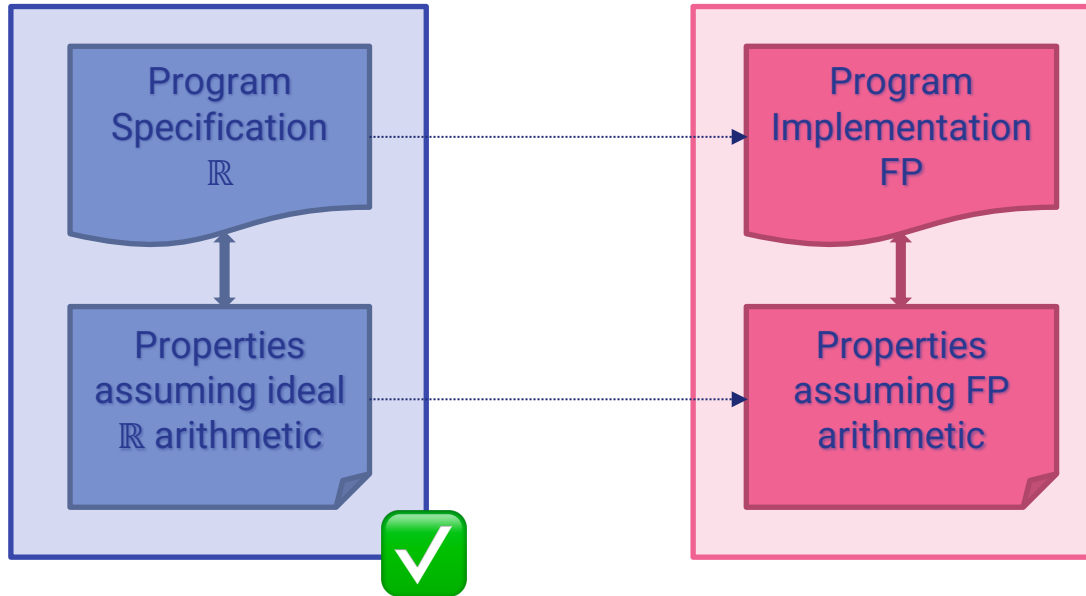 Program
Specification
ℝ
Program
Implementation
FP
Properties
assuming ideal
ℝ arithmetic
Properties
assuming FP
arithmetic